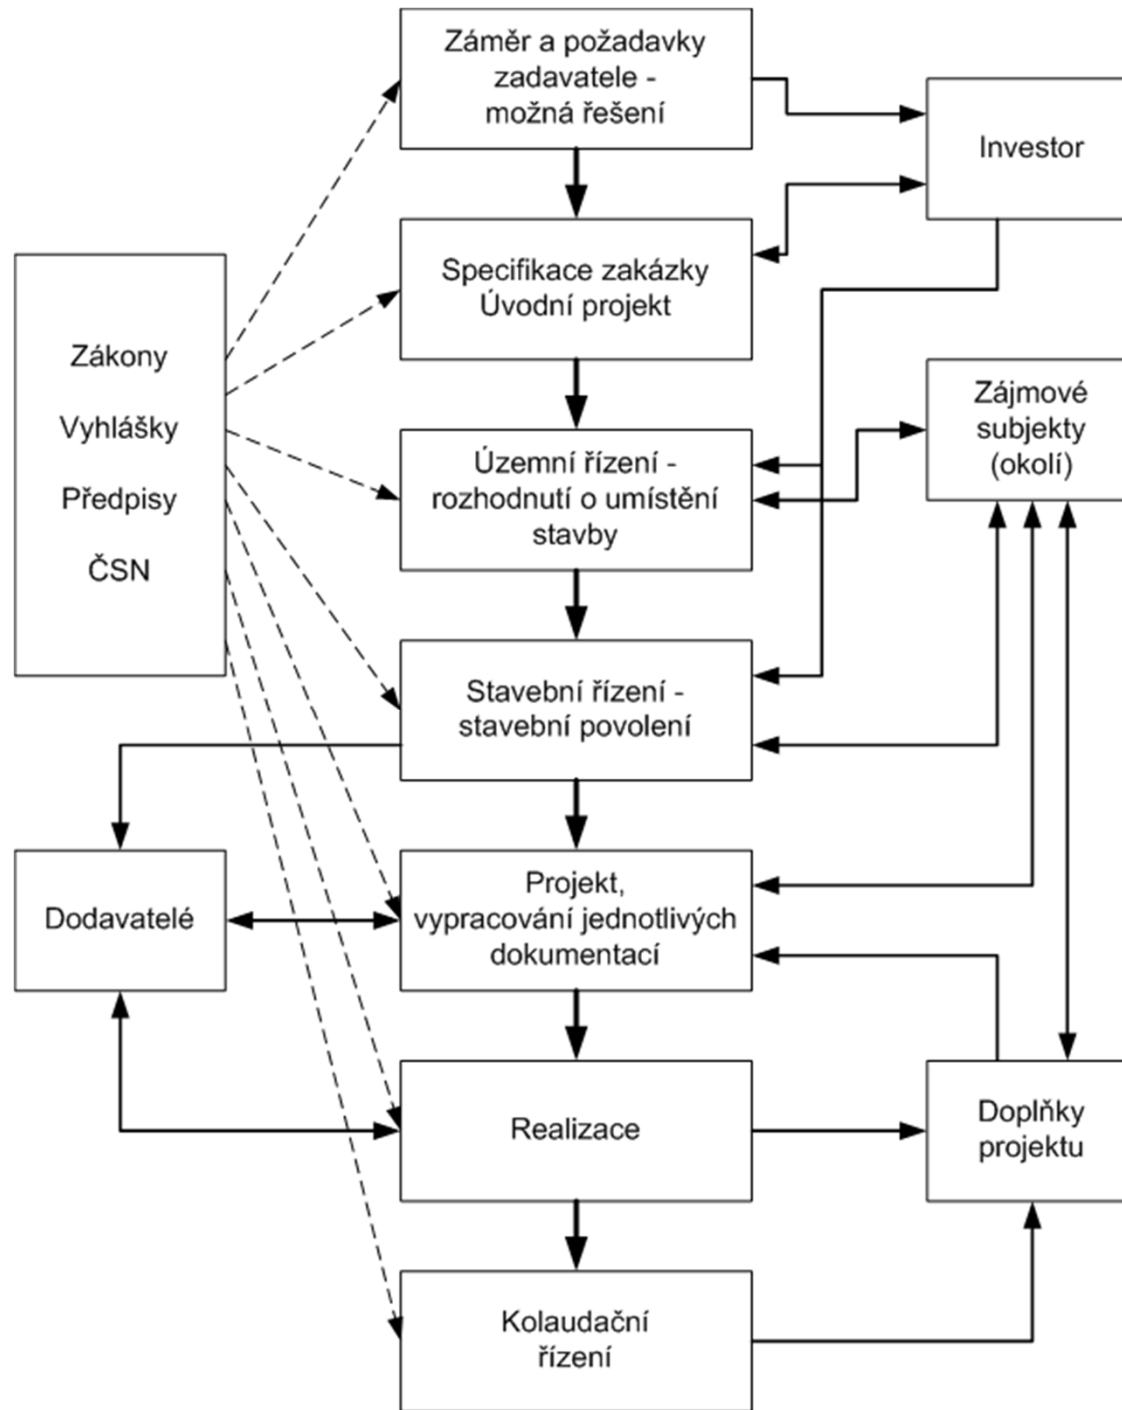 Záměr a požadavky
zadavatele -
možná řešení
Investor
Specifikace zakázky
Úvodní projekt
Zákony
Vyhlášky
Předpisy
ČSN
Územní řízení -
rozhodnutí o umístění
stavby
Zájmové
subjekty
(okolí)
Stavební řízení -
stavební povolení
Dodavatelé
Projekt,
vypracování jednotlivých
dokumentací
Realizace
Doplňky
projektu
Kolaudační
řízení